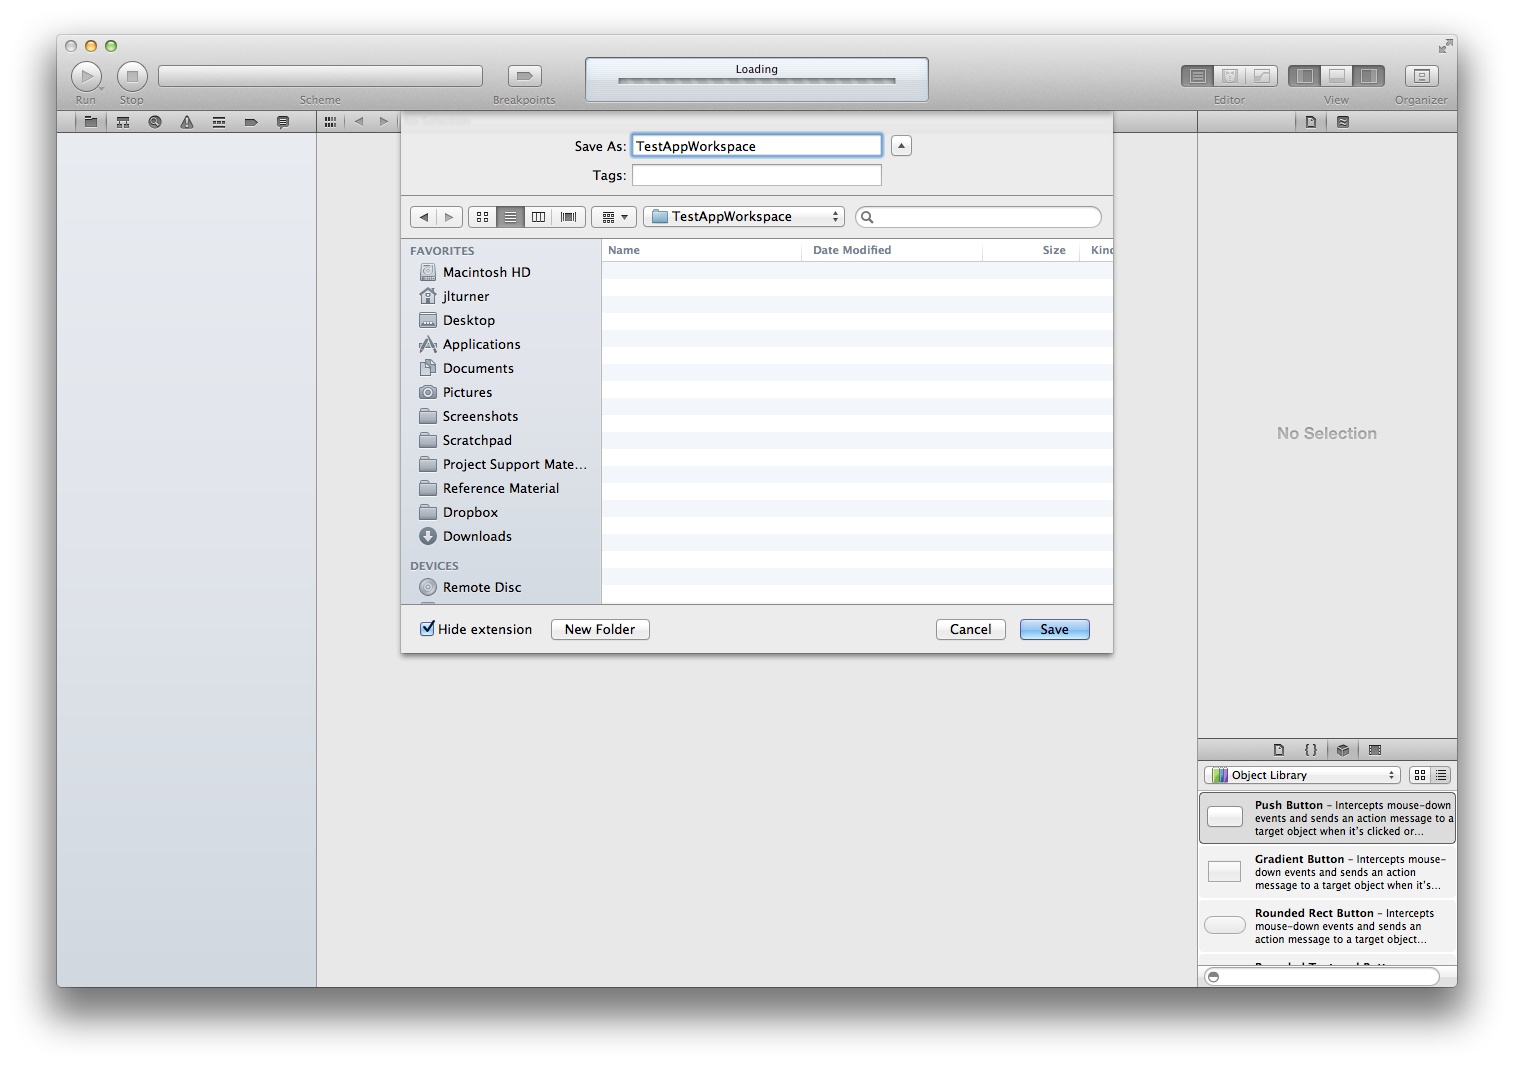 Loading
Run
Stop
Scheme
Breakpoints
Editor
View
Organizer
Save As: TestAppWorkspace
Tags:
TestAppWorkspace
FAVORITES
Macintosh HD
jlturner
Desktop
Applications
Documents
Pictures
Screenshots
Scratchpad
Project Support Mate...
Reference Material
Dropbox
Downloads
DEVICES
Remote Disc
Name
Date Modified
Size
Kind
Hide extension
New Folder
Cancel
Save
No Selection
{ }
Object Library
Push Button – Intercepts mouse-down
events and sends an action message to a
target object when it's clicked or...
Gradient Button – Intercepts mouse-
down events and sends an action
message to a target object when it's...
Rounded Rect Button – Intercepts
mouse-down events and sends an
action message to a target object...